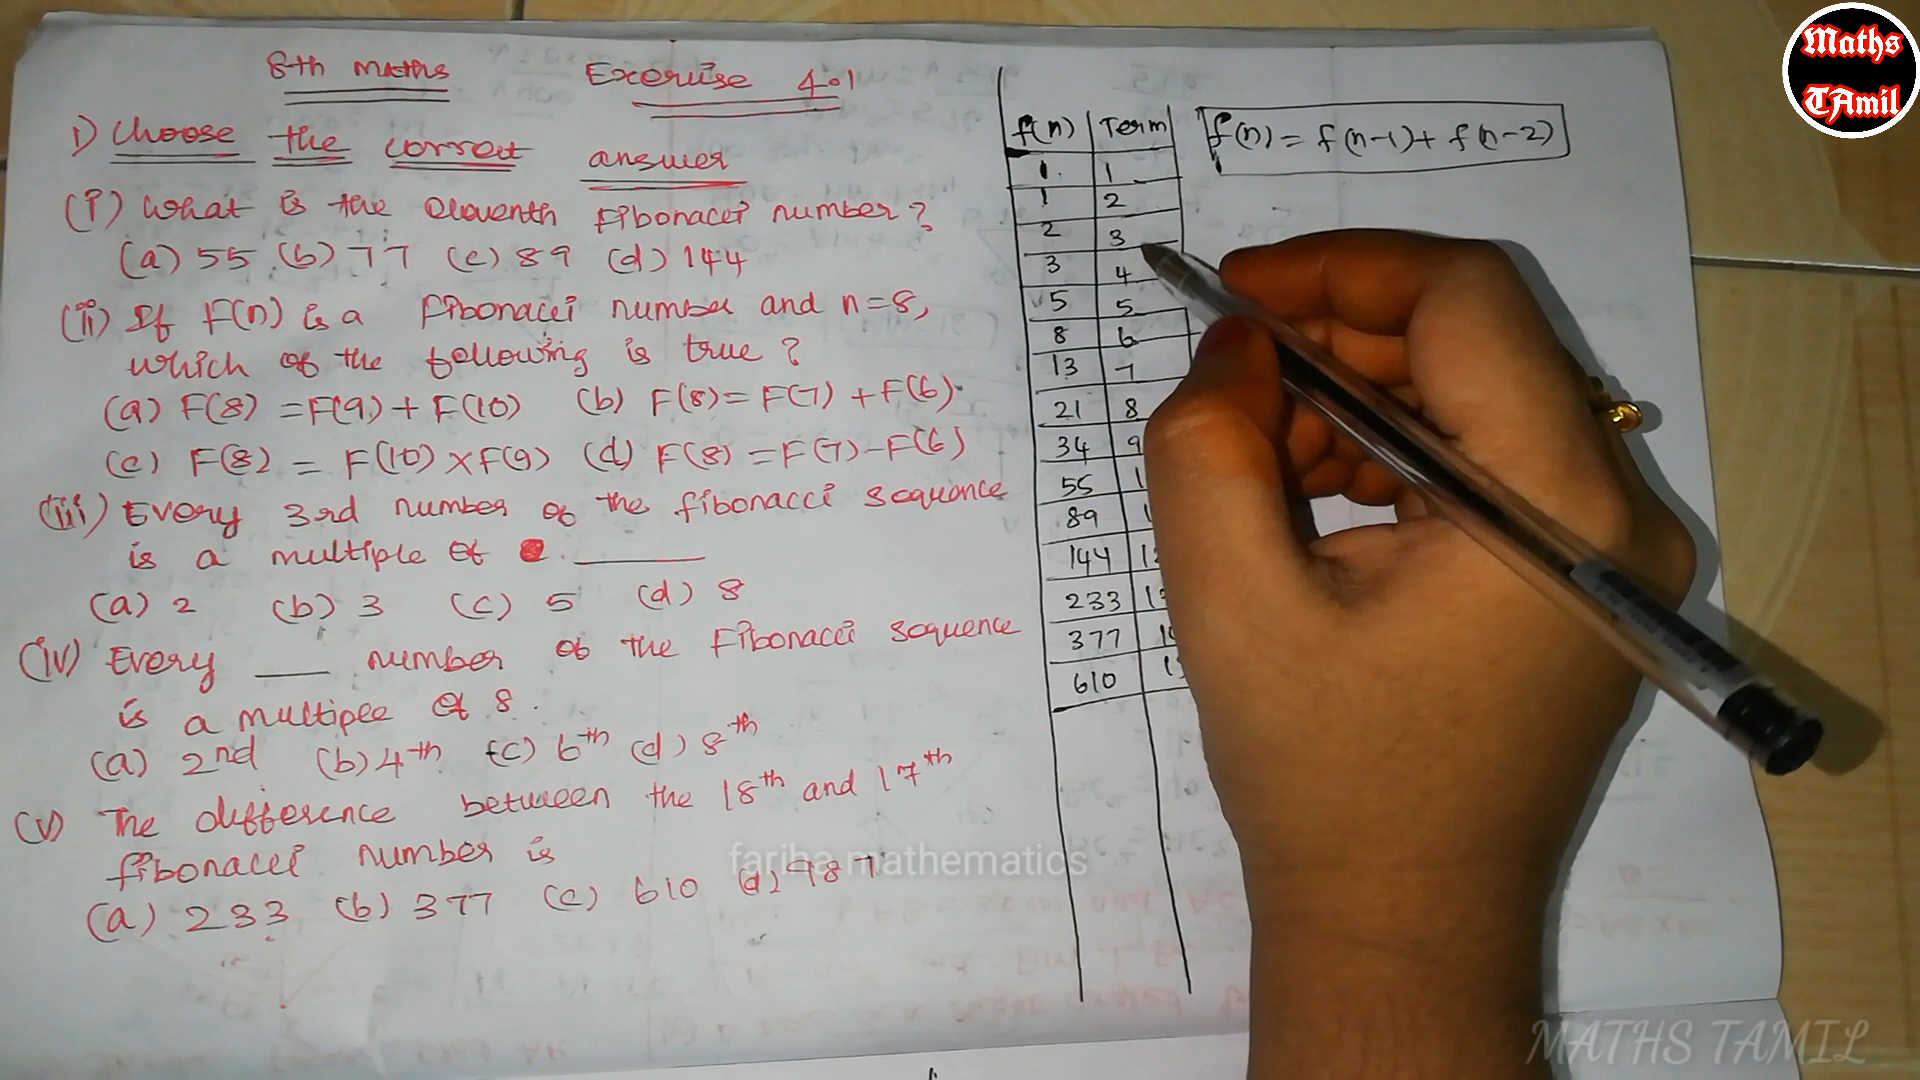 8th maths Exercise 4.1
1) Choose the correct answer
(i) What is the eleventh Fibonacci number?
(a) 55 (b) 77 (c) 89 (d) 144
(ii) If F(n) is a Fibonacci number and n=8,
which of the following is true?
(a) F(8) = F(9) + F(10) (b) F(8) = F(7) + F(6)
(c) F(8) = F(10) × F(9) (d) F(8) = F(7) - F(6)
(iii) Every 3rd number of the fibonacci sequence
is a multiple of ______
(a) 2 (b) 3 (c) 5 (d) 8
(iv) Every ___ number of the Fibonacci sequence
is a multiple of 8.
(a) 2nd (b) 4th (c) 6th (d) 8th
(v) The difference between the 18th and 17th
fibonacci number is
(a) 233 (b) 377 (c) 610 (d) 987
f(n) Term
1 1
1 2
2 3
3 4
5 5
8 6
13 7
21 8
34 9
55
89
144
233
377
610
f(n) = f(n-1) + f(n-2)
Maths
TAmil
fariha mathematics
MATHS TAMIL